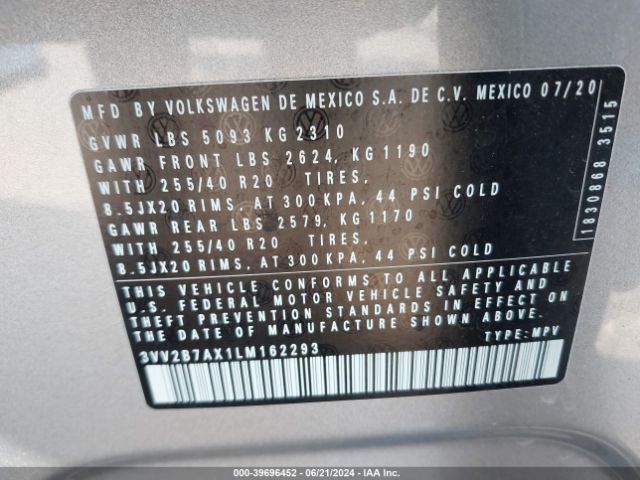 MFD BY VOLKSWAGEN DE MEXICO S.A. DE C.V. MEXICO 07/20
GVWR LBS 5093 KG 2310
GAWR FRONT LBS 2624, KG 1190
WITH 255/40 R20 TIRES,
8.5JX20 RIMS, AT 300 KPA, 44 PSI COLD
GAWR REAR LBS 2579, KG 1170
WITH 255/40 R20 TIRES,
8.5JX20 RIMS, AT 300 KPA, 44 PSI COLD
THIS VEHICLE CONFORMS TO ALL APPLICABLE
U.S. FEDERAL MOTOR VEHICLE SAFETY AND
THEFT PREVENTION STANDARDS IN EFFECT ON
THE DATE OF MANUFACTURE SHOWN ABOVE.
3VV2B7AX1LM162293 TYPE: MPV
1830868 3515
000-39696452 / 06/21/2024 / IAA Inc.